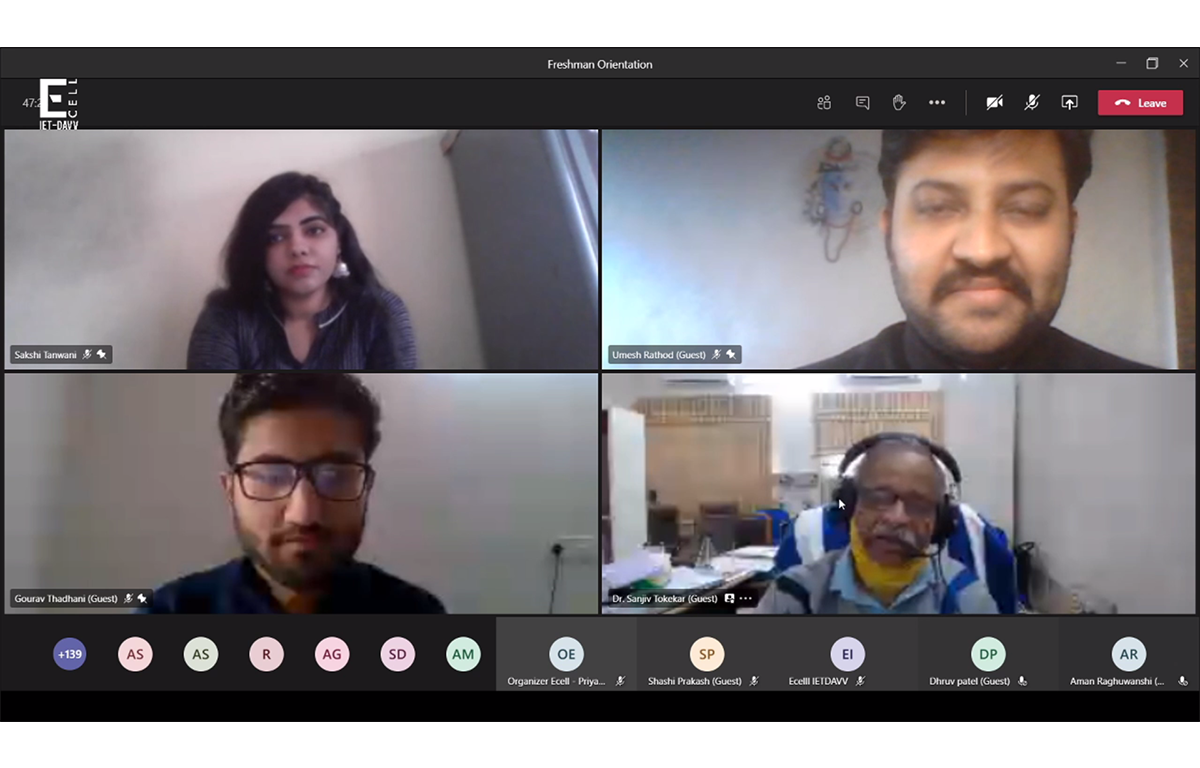 Freshman Orientation
47:2
E
CELL
IET-DAVV
Leave
Sakshi Tanwani
Umesh Rathod (Guest)
Gourav Thadhani (Guest)
Dr. Sanjiv Tokekar (Guest)
+139
AS
AS
R
AG
SD
AM
OE
SP
EI
DP
AR
Organizer Ecell - Priya...
Shashi Prakash (Guest)
Ecelll IETDAVV
Dhruv patel (Guest)
Aman Raghuwanshi (...